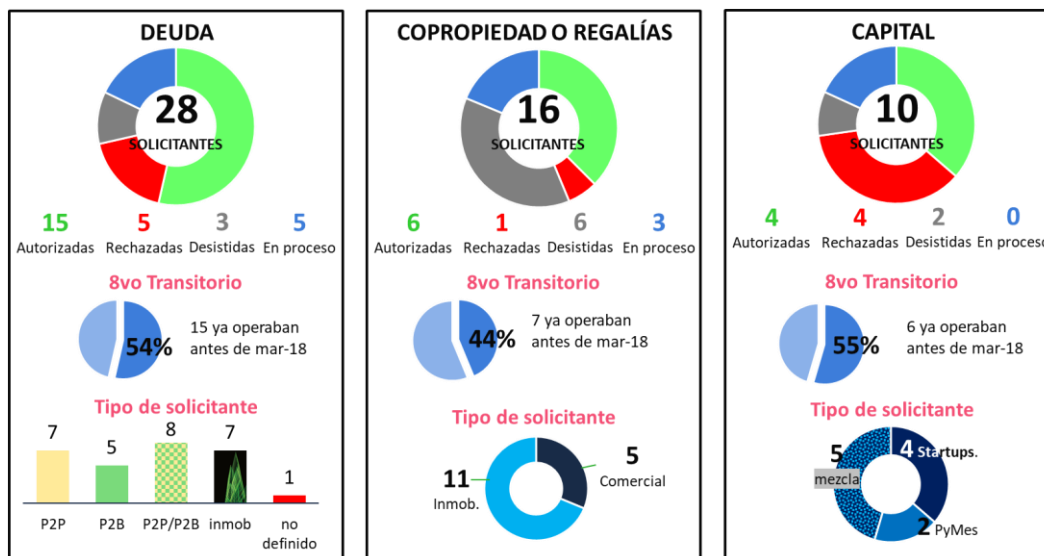 DEUDA
28
SOLICITANTES
15
Autorizadas
5
Rechazadas
3
Desistidas
5
En proceso
8vo Transitorio
54%
15 ya operaban
antes de mar-18
Tipo de solicitante
7
5
8
7
1
P2P
P2B
P2P/P2B
inmob
no
definido
COPROPIEDAD O REGALÍAS
16
SOLICITANTES
6
Autorizadas
1
Rechazadas
6
Desistidas
3
En proceso
8vo Transitorio
44%
7 ya operaban
antes de mar-18
Tipo de solicitante
11
Inmob.
5
Comercial
CAPITAL
10
SOLICITANTES
4
Autorizadas
4
Rechazadas
2
Desistidas
0
En proceso
8vo Transitorio
55%
6 ya operaban
antes de mar-18
Tipo de solicitante
5
mezcla
4 Startups.
2 PyMes